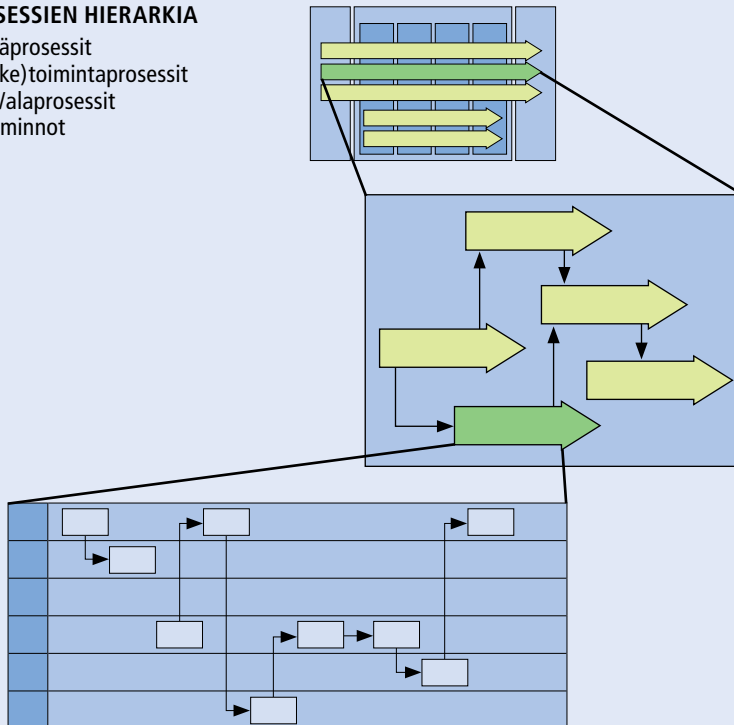 SESSIEN HIERARKIA
äprosessit
ke)toimintaprosessit
/alaprosessit
minnot